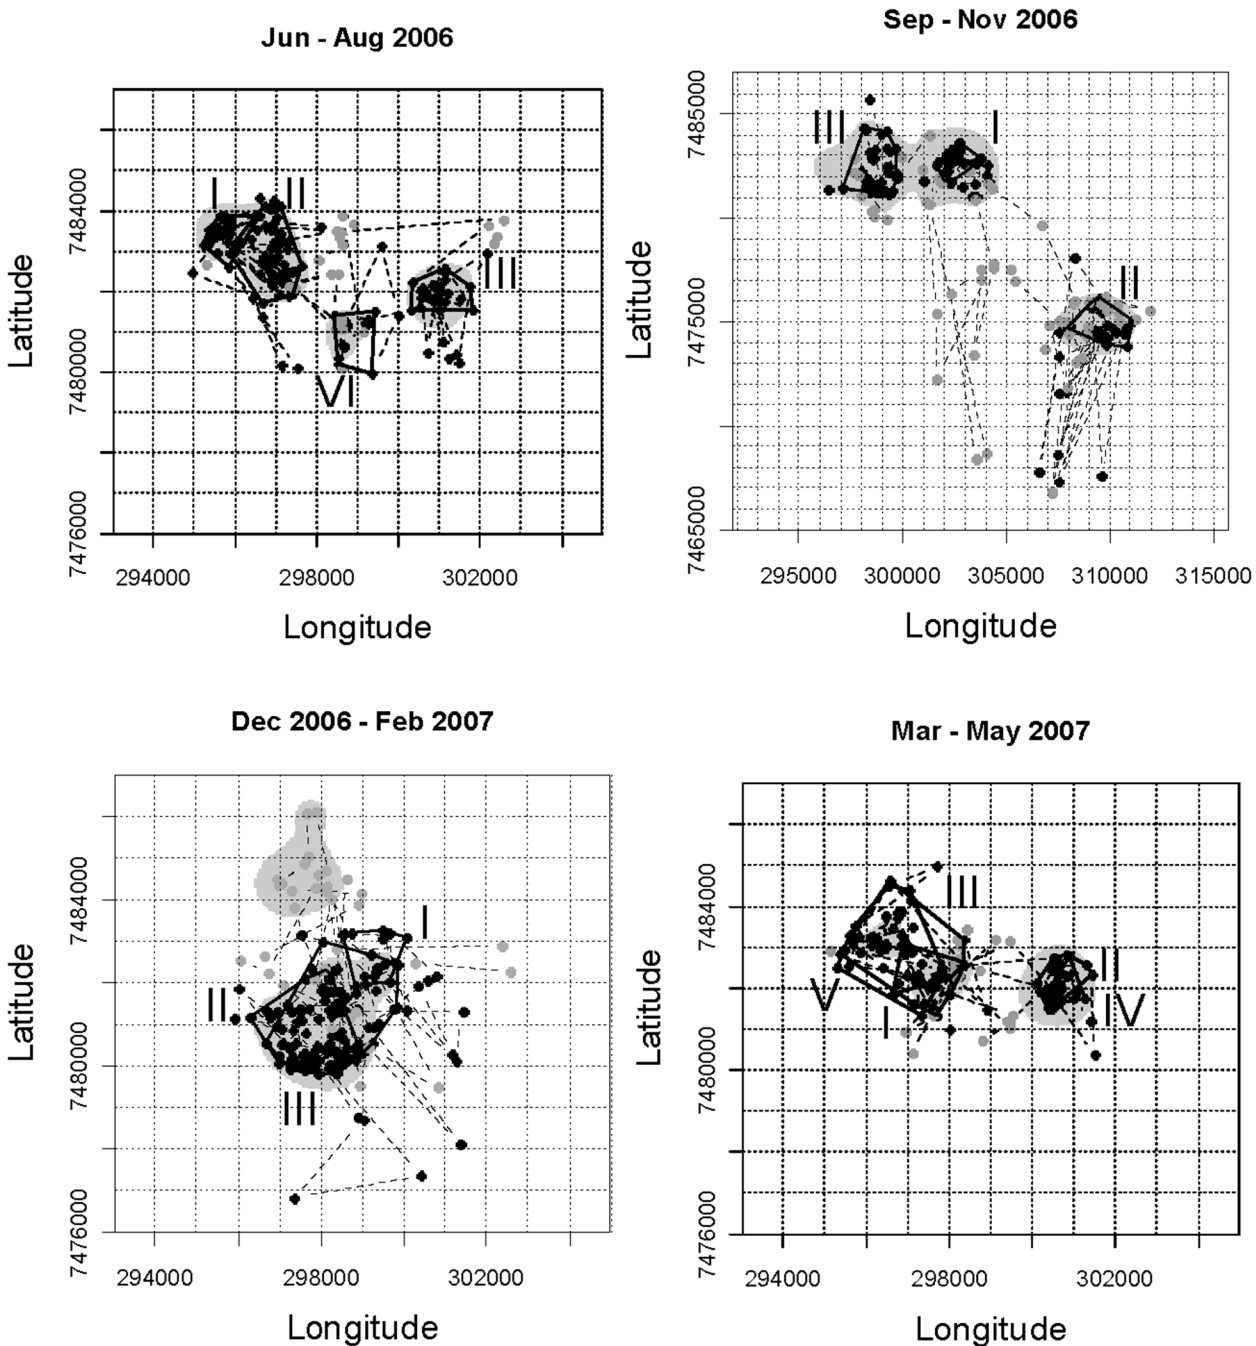 Jun - Aug 2006
I II
III
VI
7484000
7480000
7476000
Latitude
294000 298000 302000
Longitude
Sep - Nov 2006
III I
II
7485000
7475000
7465000
Latitude
295000 300000 305000 310000 315000
Longitude
Dec 2006 - Feb 2007
I
II
III
7484000
7480000
7476000
Latitude
294000 298000 302000
Longitude
Mar - May 2007
III
II
V
IV
I
7484000
7480000
7476000
Latitude
294000 298000 302000
Longitude